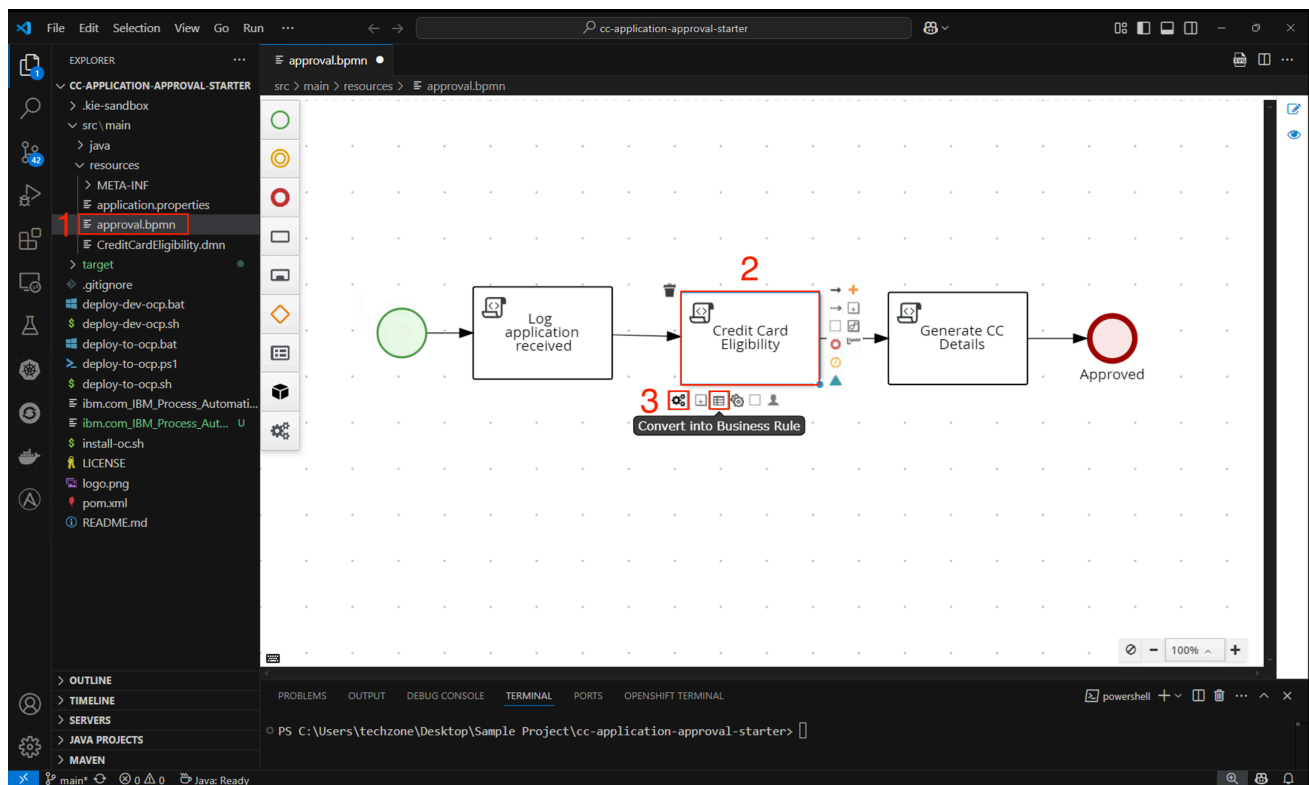 File Edit Selection View Go Run ···
cc-application-approval-starter
EXPLORER
CC-APPLICATION-APPROVAL-STARTER
.kie-sandbox
src\main
java
resources
META-INF
application.properties
1
approval.bpmn
CreditCardEligibility.dmn
target
.gitignore
deploy-dev-ocp.bat
deploy-dev-ocp.sh
deploy-to-ocp.bat
deploy-to-ocp.ps1
deploy-to-ocp.sh
ibm.com_IBM_Process_Automati...
ibm.com_IBM_Process_Aut... U
install-oc.sh
LICENSE
logo.png
pom.xml
README.md
OUTLINE
TIMELINE
SERVERS
JAVA PROJECTS
MAVEN
1
42
approval.bpmn
src > main > resources > approval.bpmn
Log
application
received
2
Credit Card
Eligibility
Generate CC
Details
Approved
3
Convert into Business Rule
100%
PROBLEMS OUTPUT DEBUG CONSOLE TERMINAL PORTS OPENSHIFT TERMINAL
powershell
PS C:\Users\techzone\Desktop\Sample Project\cc-application-approval-starter>
main* 0 0 Java: Ready